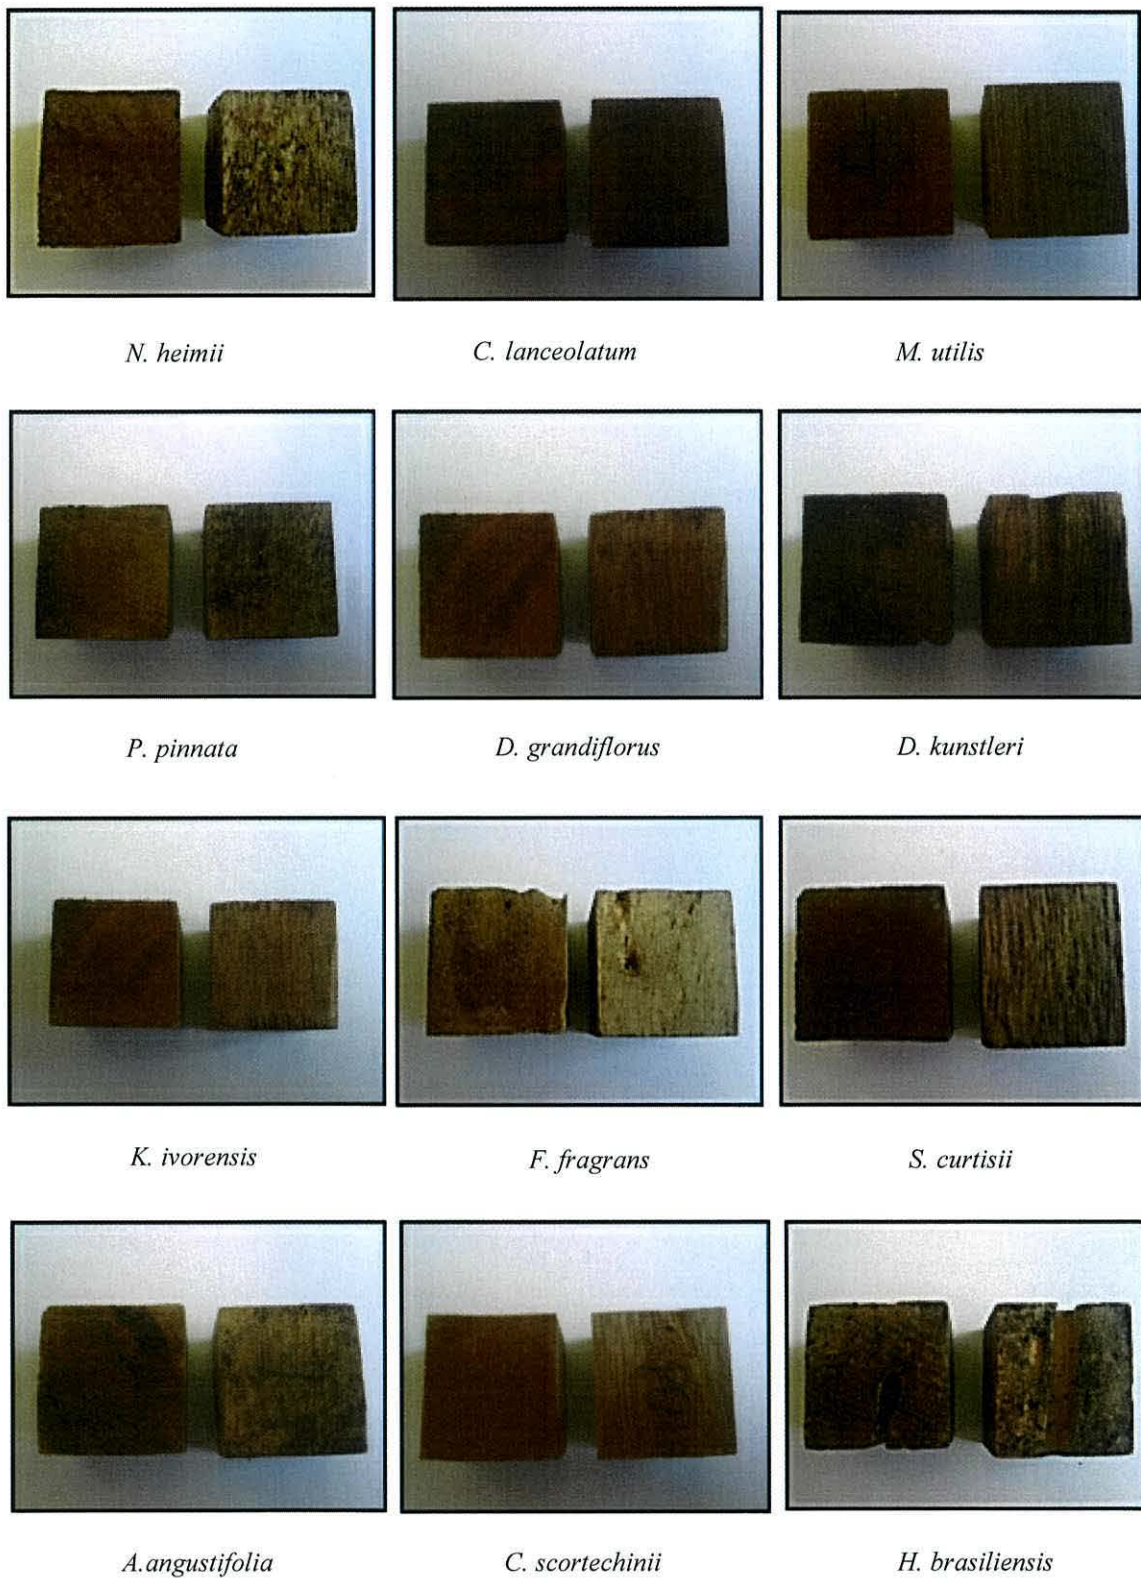 N. heimii
C. lanceolatum
M. utilis
P. pinnata
D. grandiflorus
D. kunstleri
K. ivorensis
F. fragrans
S. curtisii
A.angustifolia
C. scortechinii
H. brasiliensis